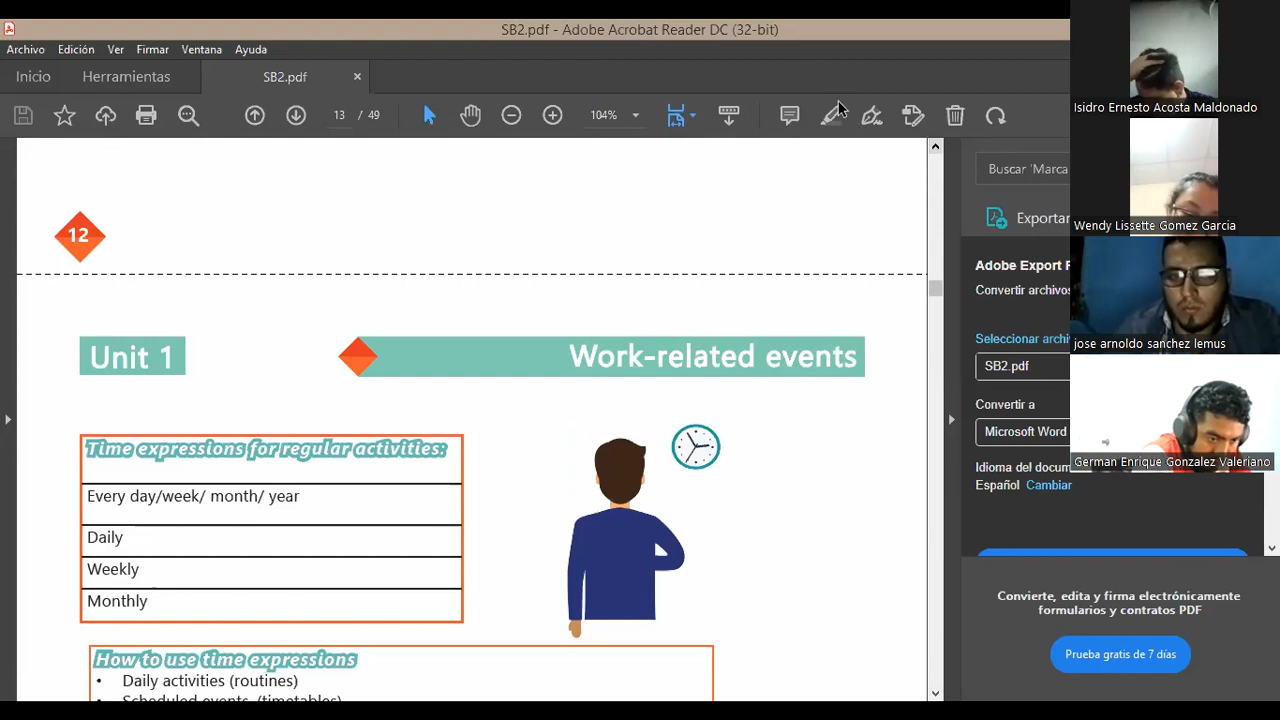 SB2.pdf - Adobe Acrobat Reader DC (32-bit)
Archivo Edición Ver Firmar Ventana Ayuda
Inicio Herramientas SB2.pdf ×
13 / 49 104%
12
Unit 1
Work-related events
Time expressions for regular activities:
Every day/week/ month/ year
Daily
Weekly
Monthly
How to use time expressions
• Daily activities (routines)
• Scheduled events (timetables)
Buscar 'Marca
Exportar
Adobe Export
Convertir archivos
Seleccionar archivo
SB2.pdf
Convertir a
Microsoft Word
Idioma del docum
Español Cambiar
Convierte, edita y firma electrónicamente
formularios y contratos PDF
Prueba gratis de 7 días
Isidro Ernesto Acosta Maldonado
Wendy Lissette Gomez Garcia
jose arnoldo sanchez lemus
German Enrique Gonzalez Valeriano